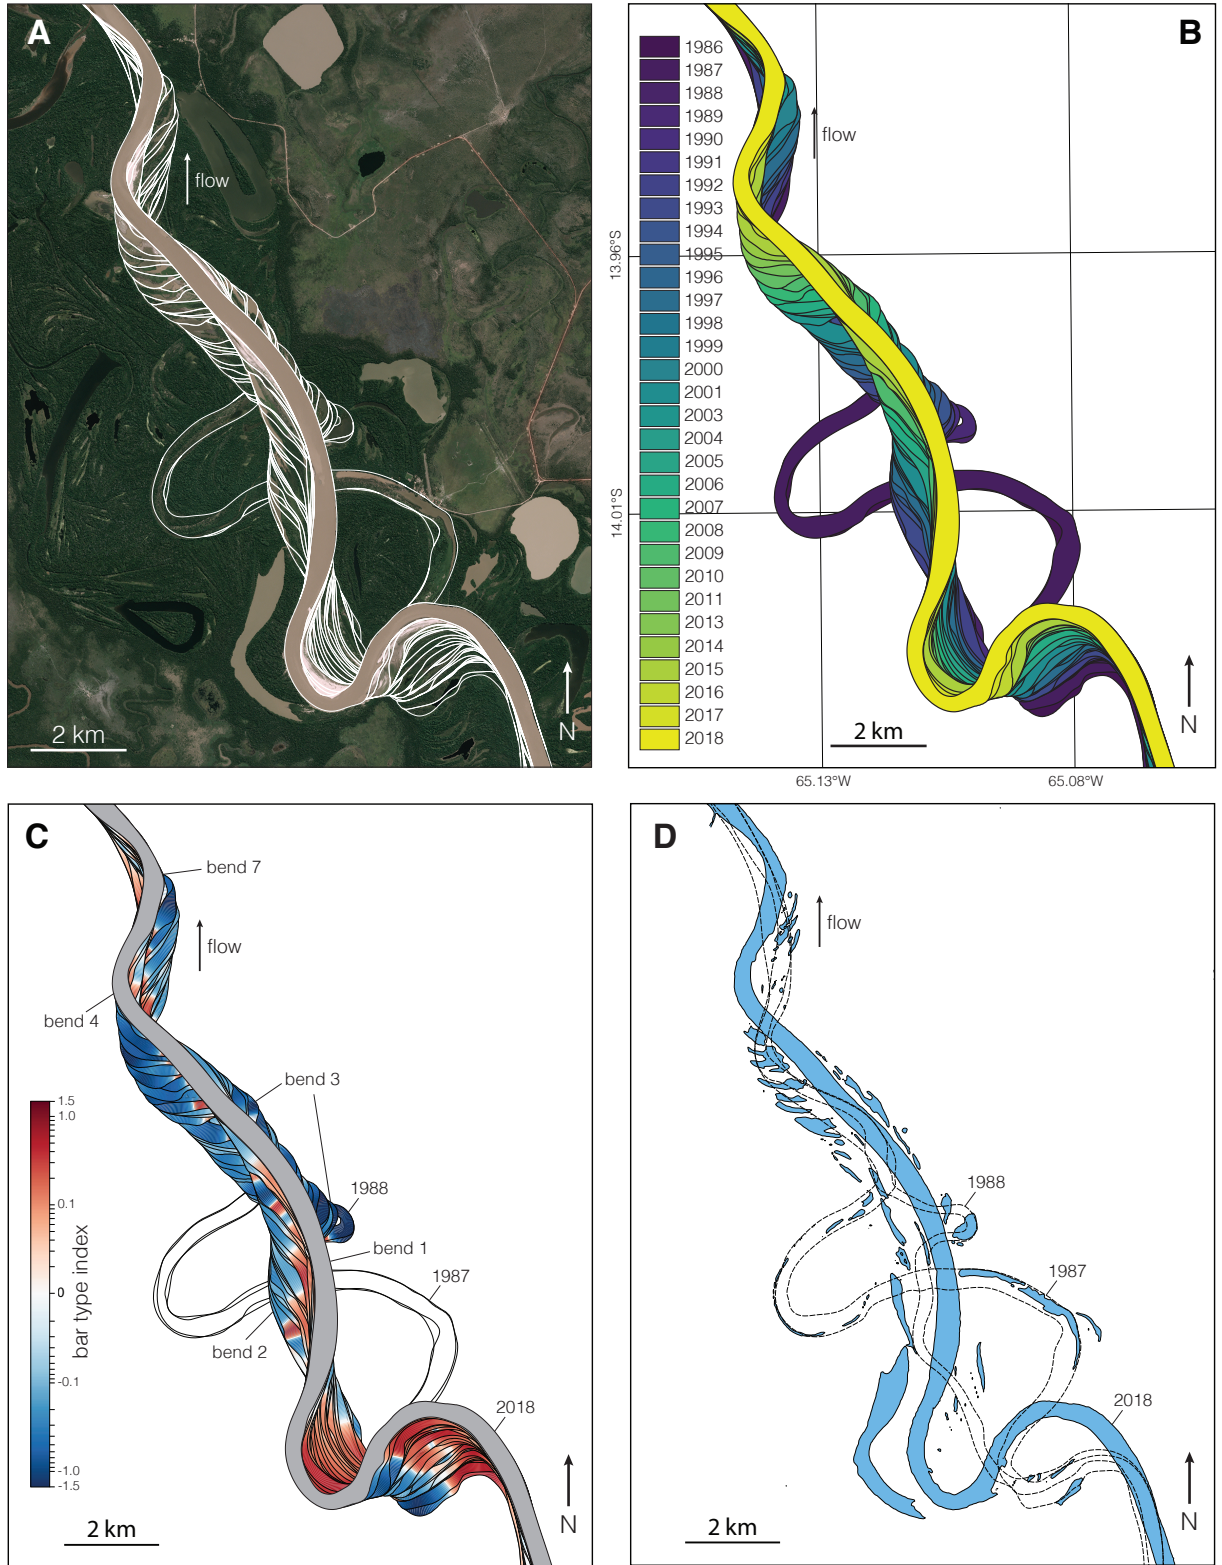 A
flow
2 km
N
B
1986
1987
1988
1989
1990
1991
1992
1993
1994
1995
1996
1997
1998
1999
2000
2001
2003
2004
2005
2006
2007
2008
2009
2010
2011
2013
2014
2015
2016
2017
2018
flow
13.96°S
14.01°S
2 km
N
65.13°W
65.08°W
C
bend 7
flow
bend 4
bend 3
1988
bend 1
1987
bend 2
2018
1.5
1.0
0.1
0
-0.1
-1.0
-1.5
bar type index
2 km
N
D
flow
1988
1987
2018
2 km
N